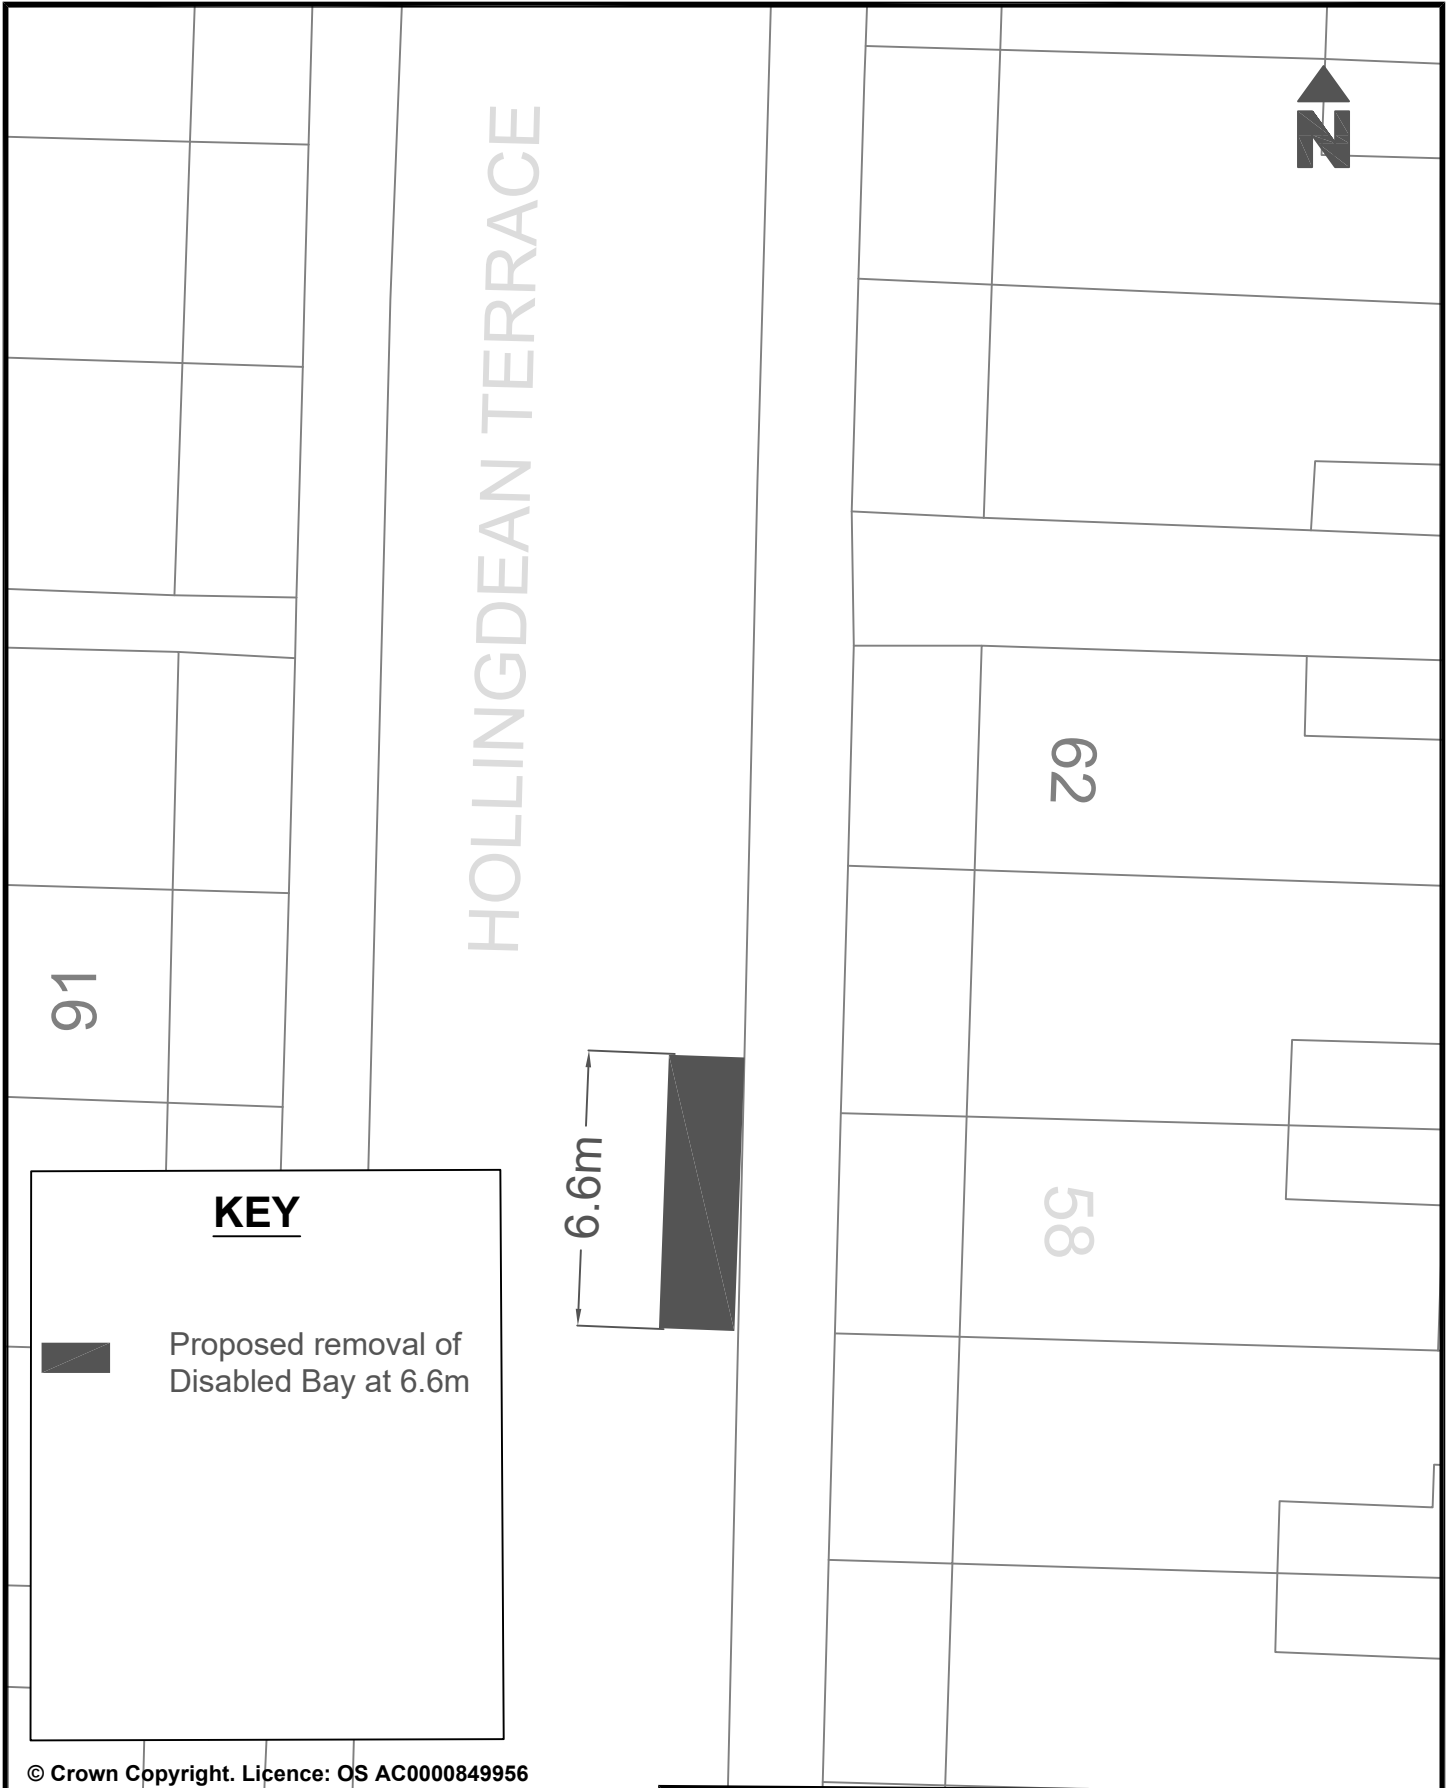 N
HOLLINGDEAN TERRACE
62
91
6.6m
58
KEY
Proposed removal of
Disabled Bay at 6.6m
© Crown Copyright. Licence: OS AC0000849956